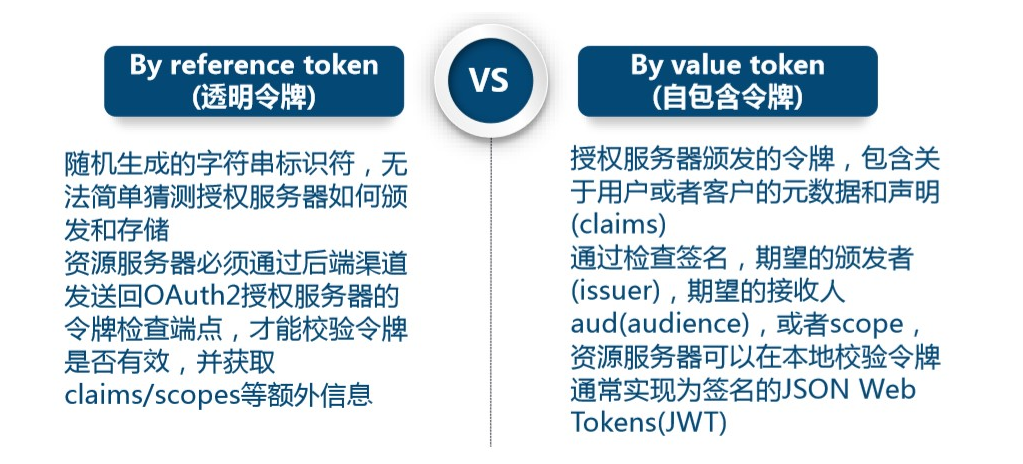 By reference token
(透明令牌)
VS
By value token
(自包含令牌)
随机生成的字符串标识符，无
法简单猜测授权服务器如何颁
发和存储
资源服务器必须通过后端渠道
发送回OAuth2授权服务器的
令牌检查端点，才能校验令牌
是否有效，并获取
claims/scopes等额外信息
授权服务器颁发的令牌，包含关
于用户或者客户的元数据和声明
(claims)
通过检查签名，期望的颁发者
(issuer)，期望的接收人
aud(audience)，或者scope，
资源服务器可以在本地校验令牌
通常实现为签名的JSON Web
Tokens(JWT)